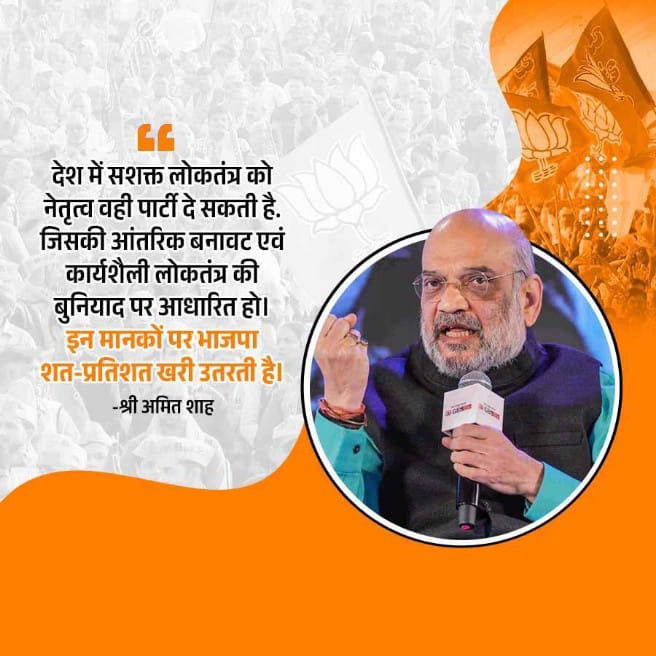 देश में सशक्त लोकतंत्र को
नेतृत्व वही पार्टी दे सकती है.
जिसकी आंतरिक बनावट एवं
कार्यशैली लोकतंत्र की
बुनियाद पर आधारित हो।
इन मानकों पर भाजपा
शत-प्रतिशत खरी उतरती है।
-श्री अमित शाह